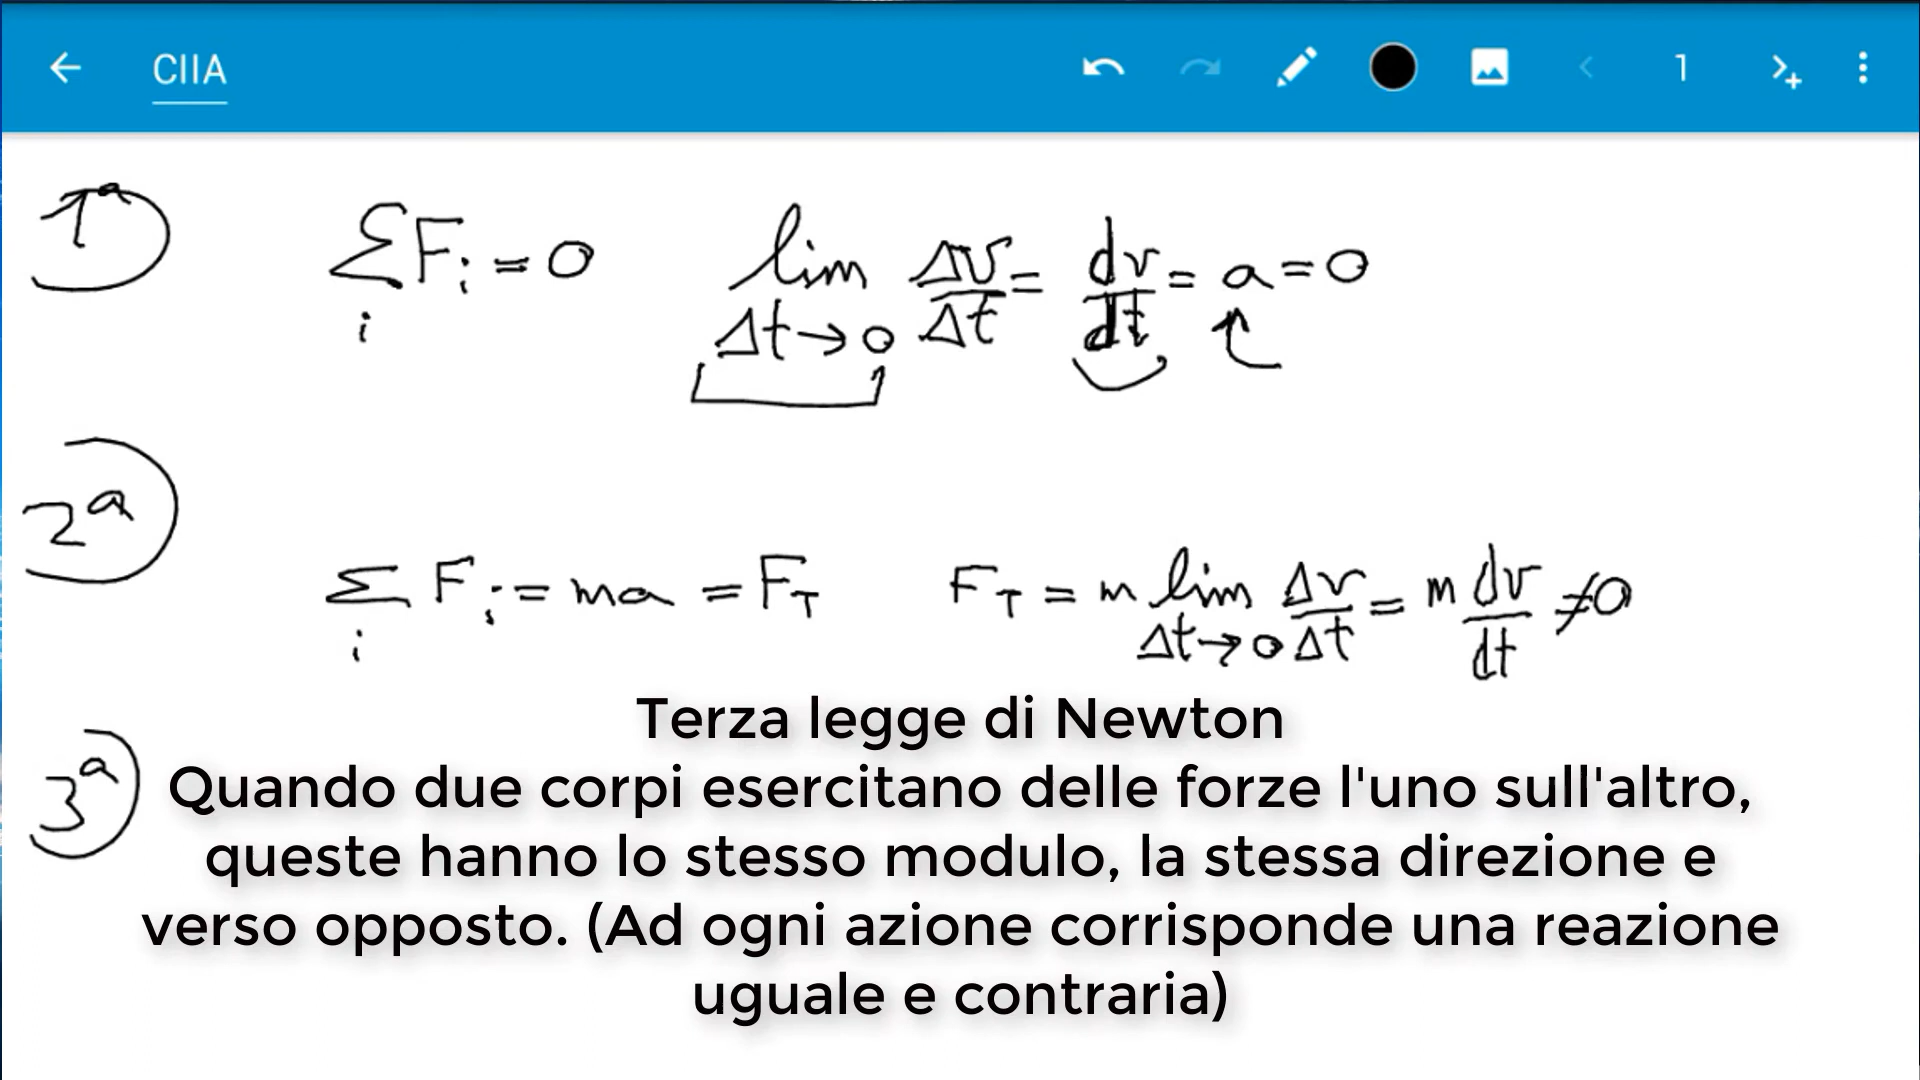 CIIA
1
1ª
∑F_i = 0
i
lim Δv/Δt = dv/dt = a = 0
Δt→0
2ª
∑ F_i = ma = F_T
i
F_T = m lim Δv/Δt = m dv/dt ≠ 0
Δt→0
3ª
Terza legge di Newton
Quando due corpi esercitano delle forze l'uno sull'altro,
queste hanno lo stesso modulo, la stessa direzione e
verso opposto. (Ad ogni azione corrisponde una reazione
uguale e contraria)